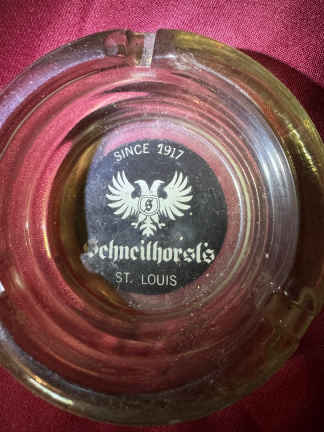 SINCE 1917
S
Schneithorst's
ST. LOUIS